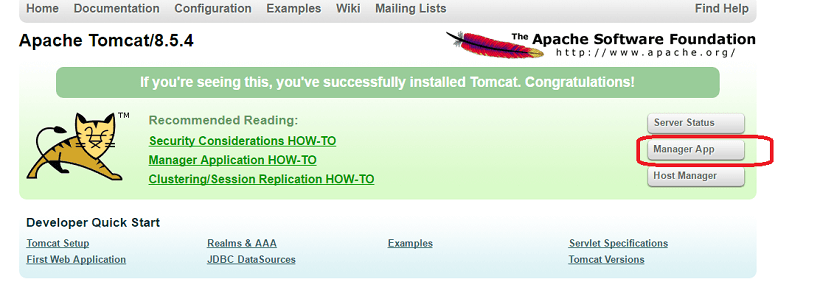 Home Documentation Configuration Examples Wiki Mailing Lists Find Help
Apache Tomcat/8.5.4
The Apache Software Foundation
http://www.apache.org/
If you're seeing this, you've successfully installed Tomcat. Congratulations!
TM
Recommended Reading:
Security Considerations HOW-TO
Manager Application HOW-TO
Clustering/Session Replication HOW-TO
Server Status
Manager App
Host Manager
Developer Quick Start
Tomcat Setup Realms & AAA Examples Servlet Specifications
First Web Application JDBC DataSources Tomcat Versions